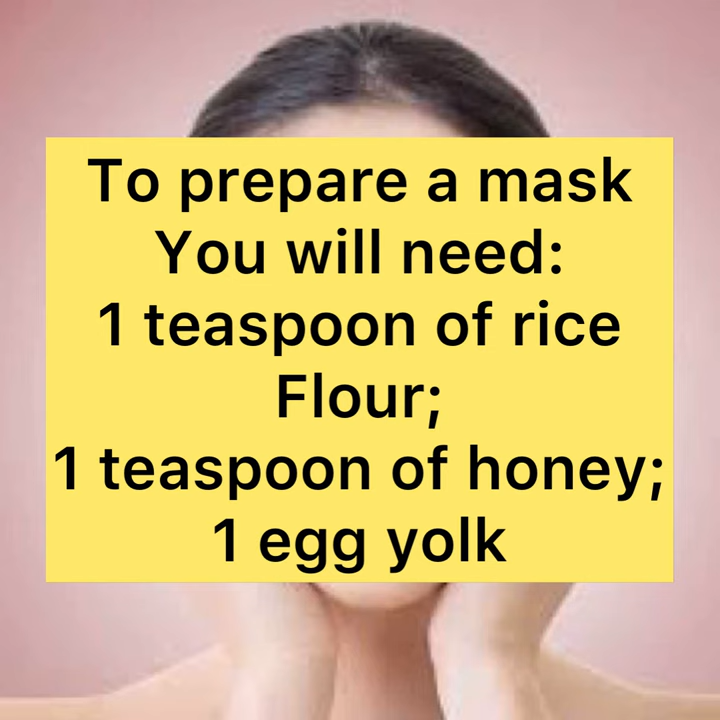 To prepare a mask
You will need:
1 teaspoon of rice
Flour;
1 teaspoon of honey;
1 egg yolk